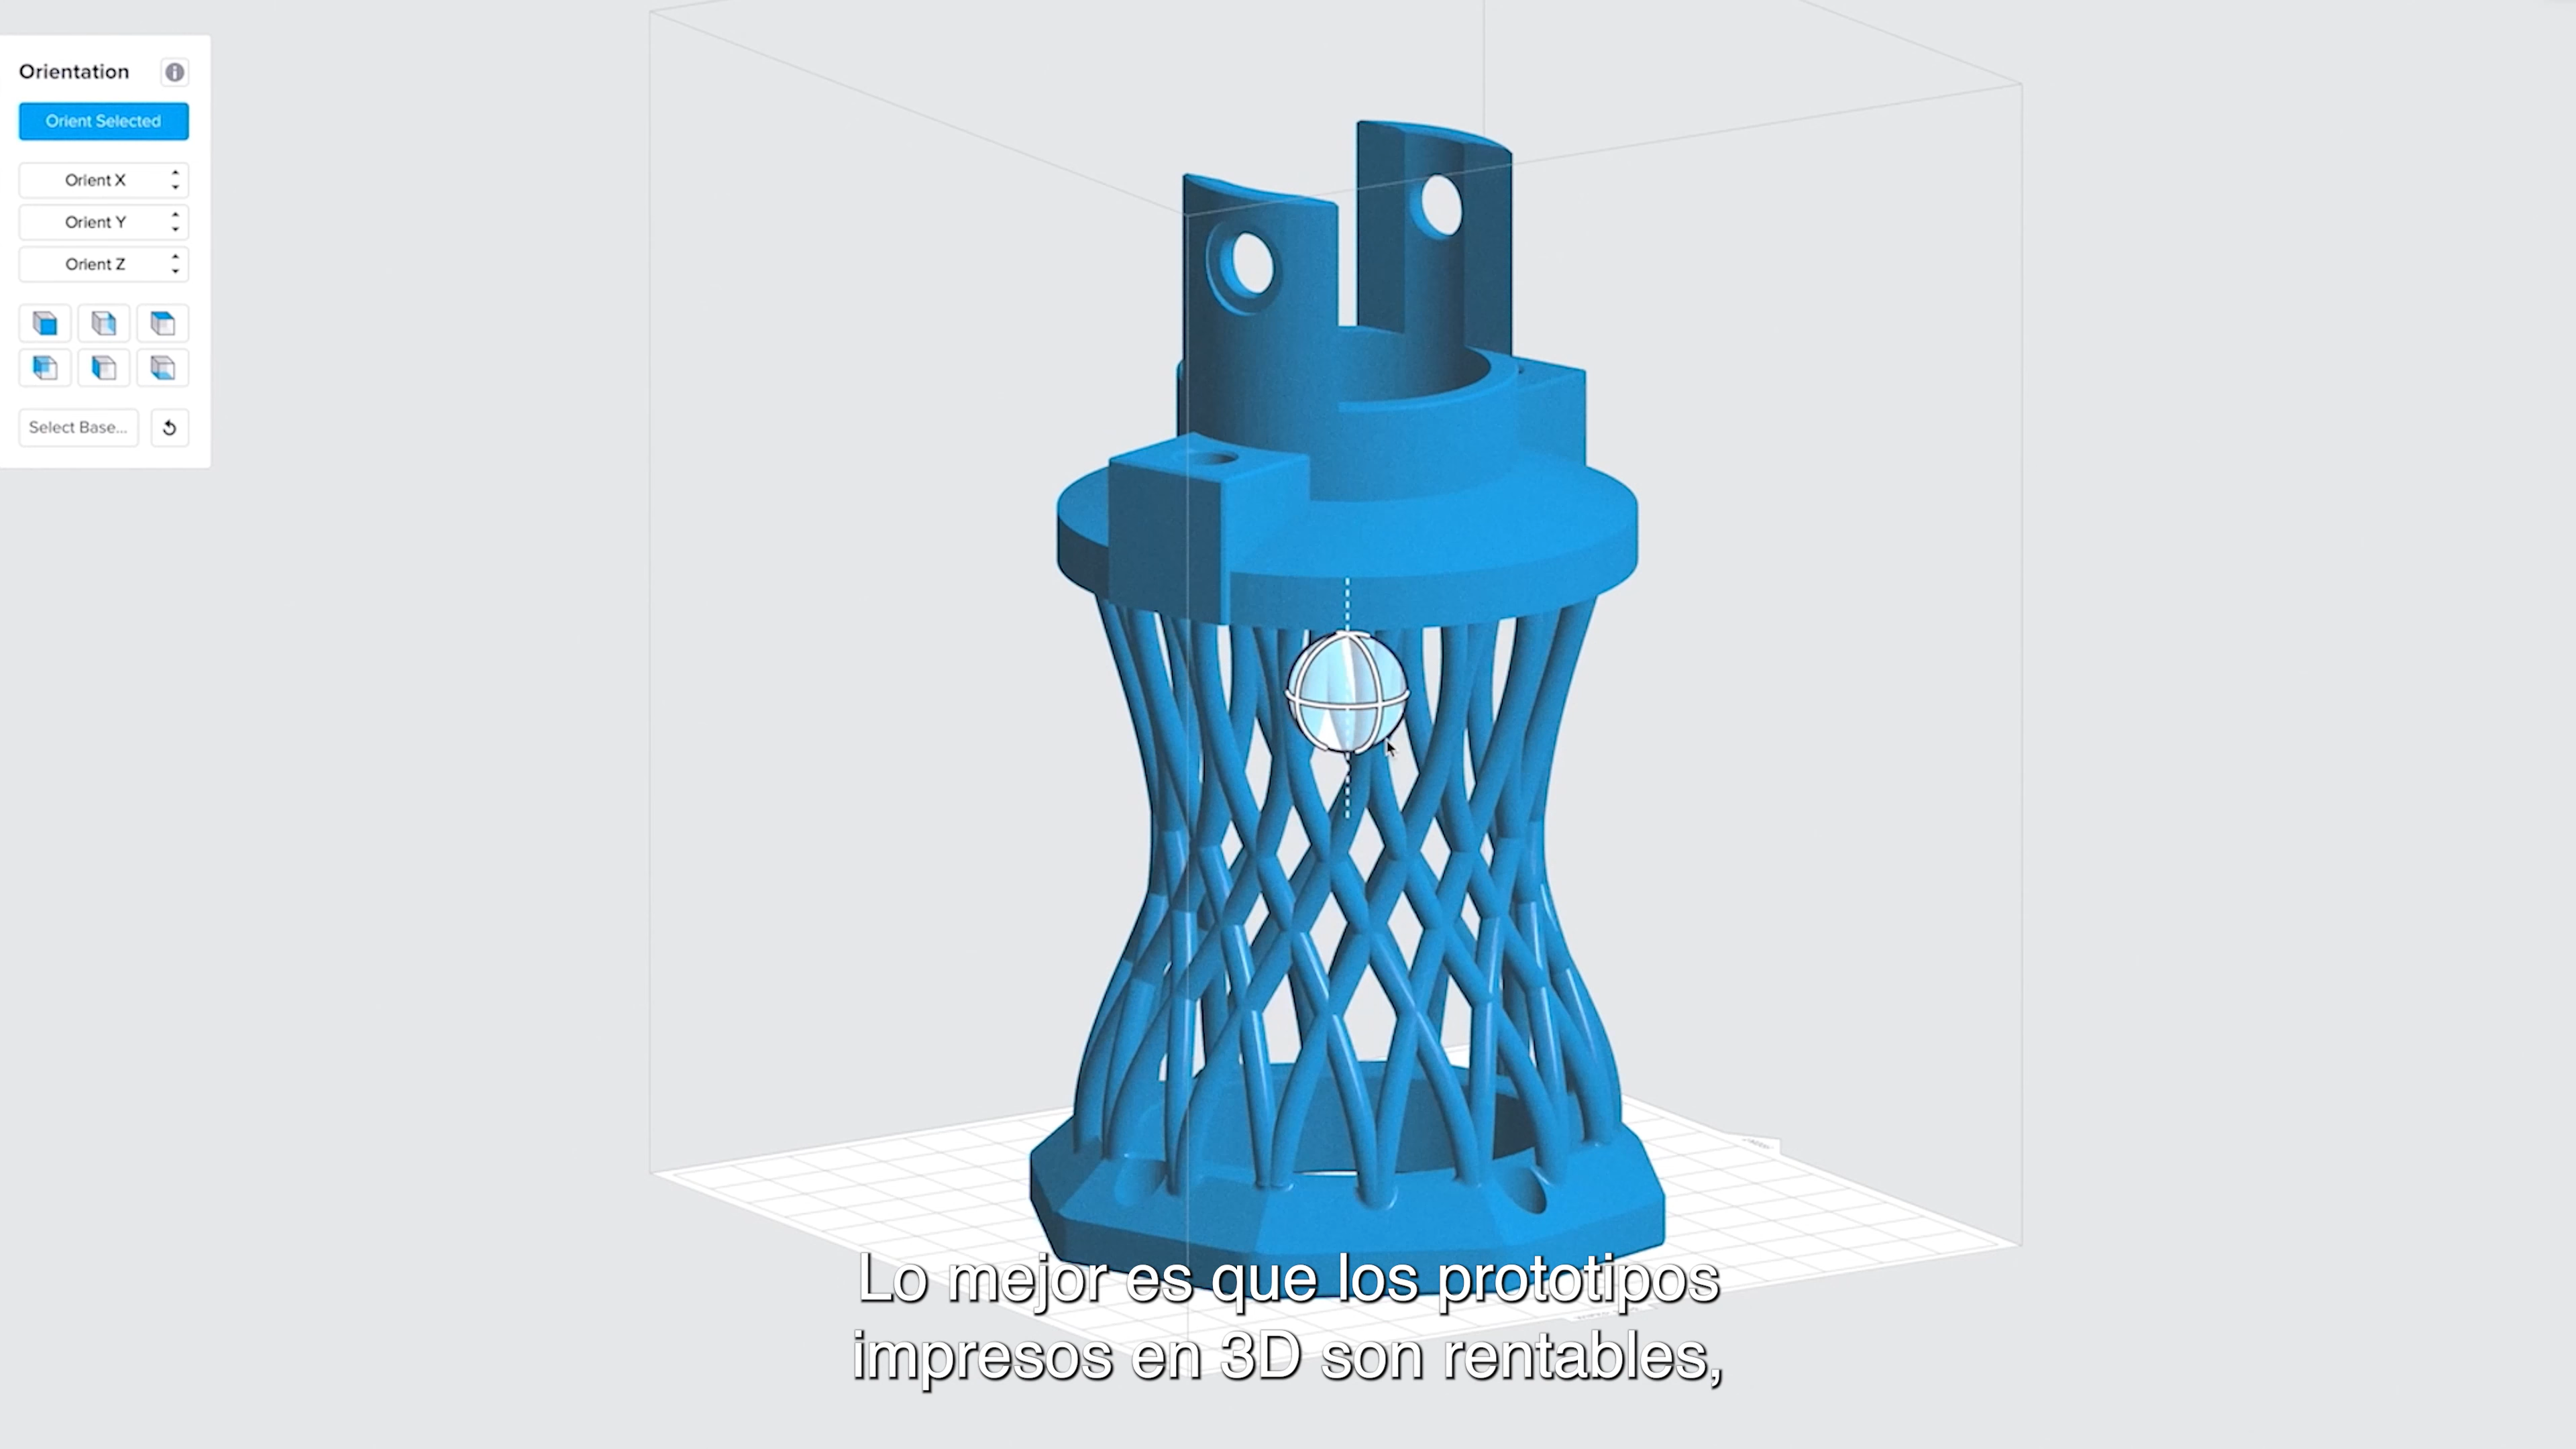 Orientation
Orient Selected
Orient X
Orient Y
Orient Z
Select Base...
Lo mejor es que los prototipos
impresos en 3D son rentables,